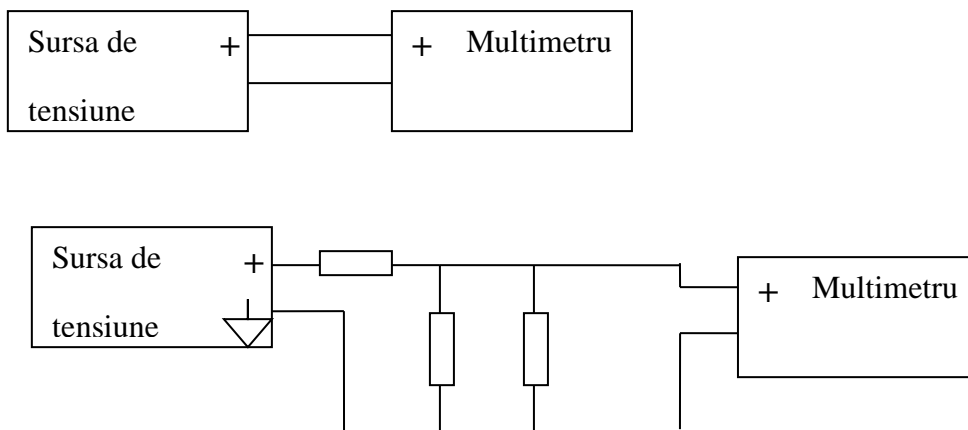 Sursa de + + Multimetru
tensiune
Sursa de +
+ Multimetru
tensiune